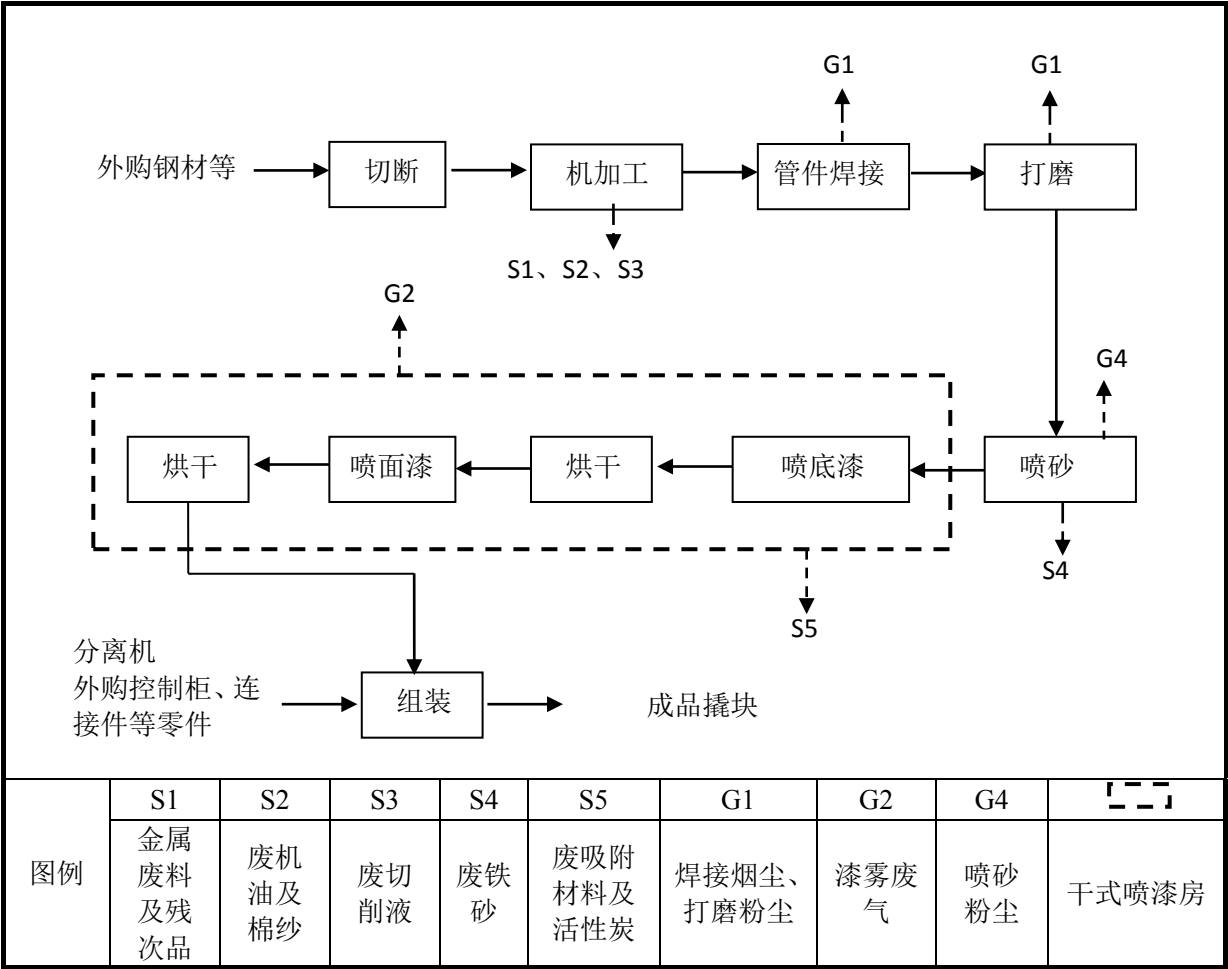 G1
G1
外购钢材等
切断
机加工
管件焊接
打磨
S1、S2、S3
G2
G4
烘干
喷面漆
烘干
喷底漆
喷砂
S4
S5
分离机
外购控制柜、连
接件等零件
组装
成品撬块
图例
S1
S2
S3
S4
S5
G1
G2
G4
金属
废料
及残
次品
废机
油及
棉纱
废切
削液
废铁
砂
废吸附
材料及
活性炭
焊接烟尘、
打磨粉尘
漆雾废
气
喷砂
粉尘
干式喷漆房